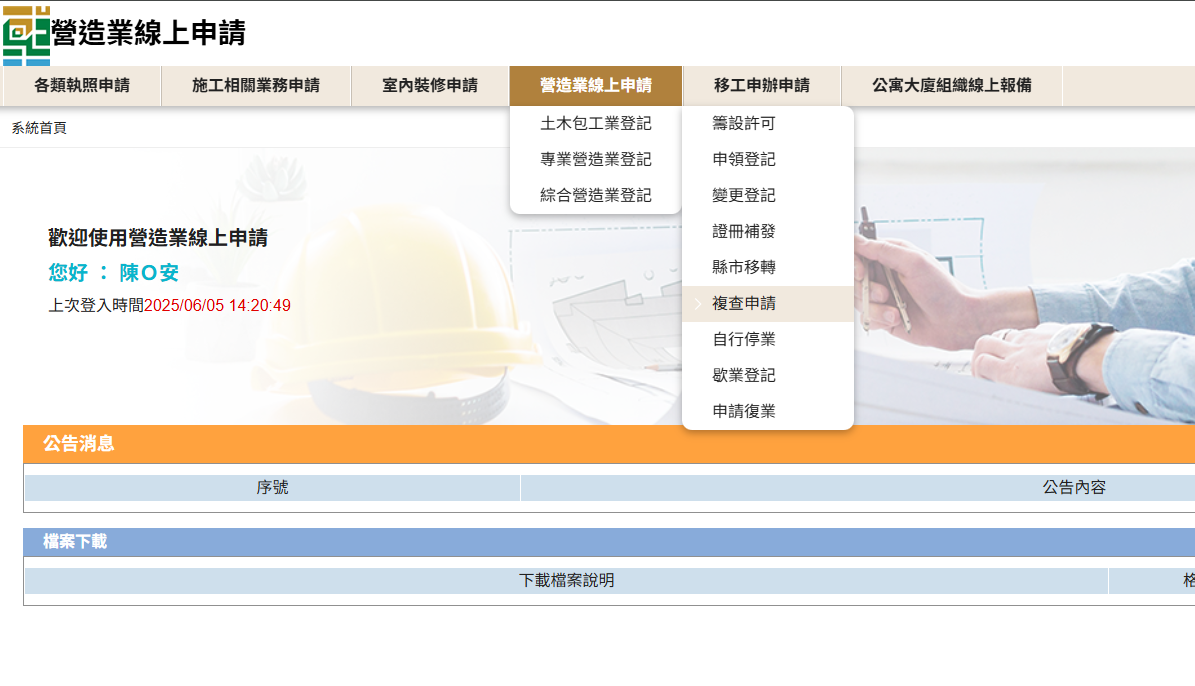 營造業線上申請
各類執照申請 施工相關業務申請 室內裝修申請 營造業線上申請 移工申辦申請 公寓大廈組織線上報備
系統首頁
土木包工業登記
專業營造業登記
綜合營造業登記
籌設許可
申領登記
變更登記
證冊補發
縣市移轉
複查申請
自行停業
歇業登記
申請復業
歡迎使用營造業線上申請
您好 : 陳O安
上次登入時間2025/06/05 14:20:49
公告消息
序號 公告內容
檔案下載
下載檔案說明 格